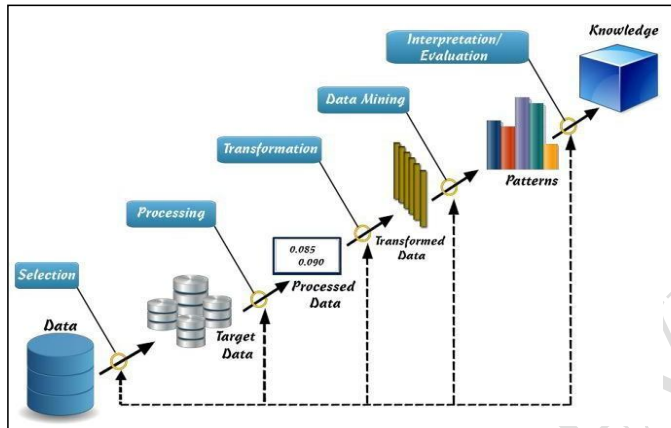 Interpretation/
Evaluation
Knowledge
Data Mining
Transformation
Patterns
Processing
0.085
0.090
Transformed
Data
Selection
Processed
Data
Data
Target
Data